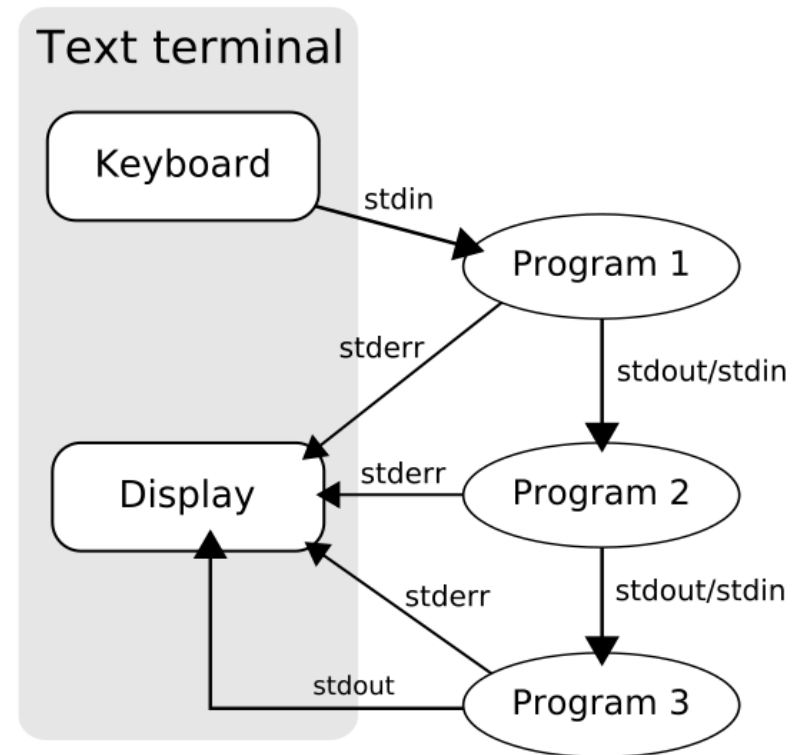 Text terminal
Keyboard
stdin
Program 1
stderr
stdout/stdin
Display
stderr
Program 2
stderr
stdout/stdin
stdout
Program 3